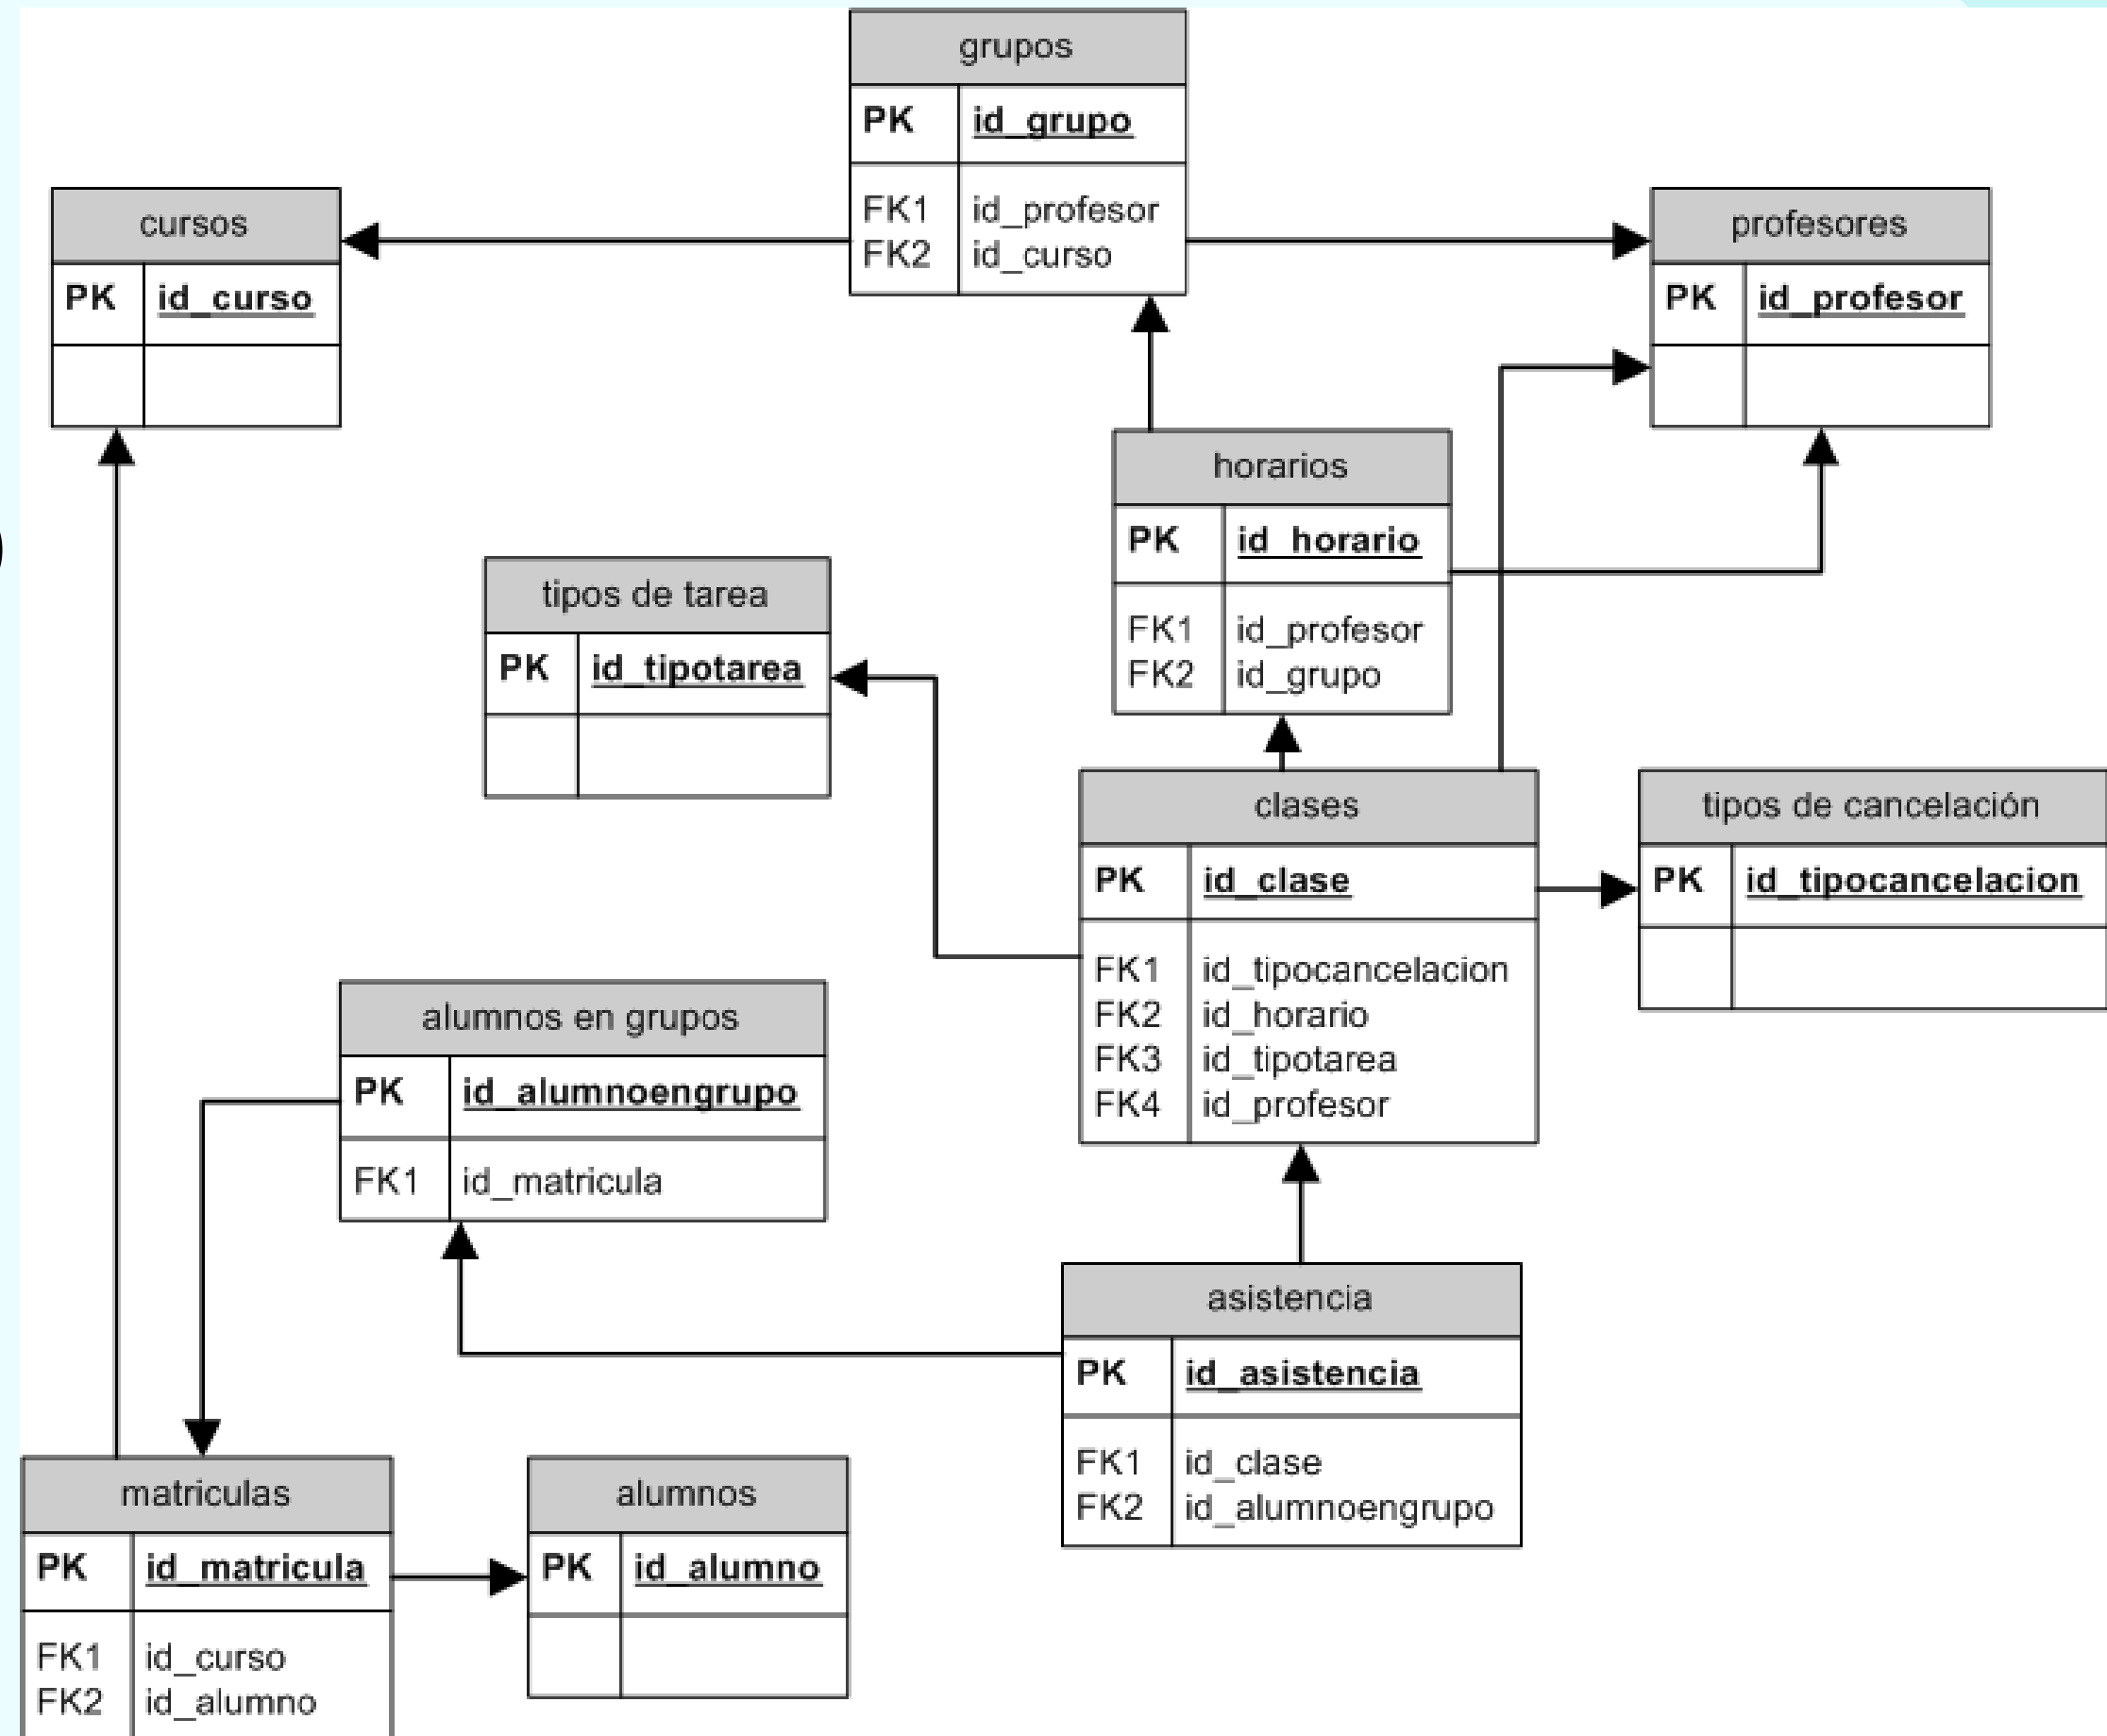 grupos
PK id_grupo
FK1 id_profesor
FK2 id_curso
cursos
PK id_curso
profesores
PK id_profesor
horarios
PK id_horario
FK1 id_profesor
FK2 id_grupo
)
tipos de tarea
PK id_tipotarea
clases
PK id_clase
FK1 id_tipocancelacion
FK2 id_horario
FK3 id_tipotarea
FK4 id_profesor
tipos de cancelación
PK id_tipocancelacion
alumnos en grupos
PK id_alumnoengrupo
FK1 id_matricula
asistencia
PK id_asistencia
FK1 id_clase
FK2 id_alumnoengrupo
matriculas
PK id_matricula
FK1 id_curso
FK2 id_alumno
alumnos
PK id_alumno